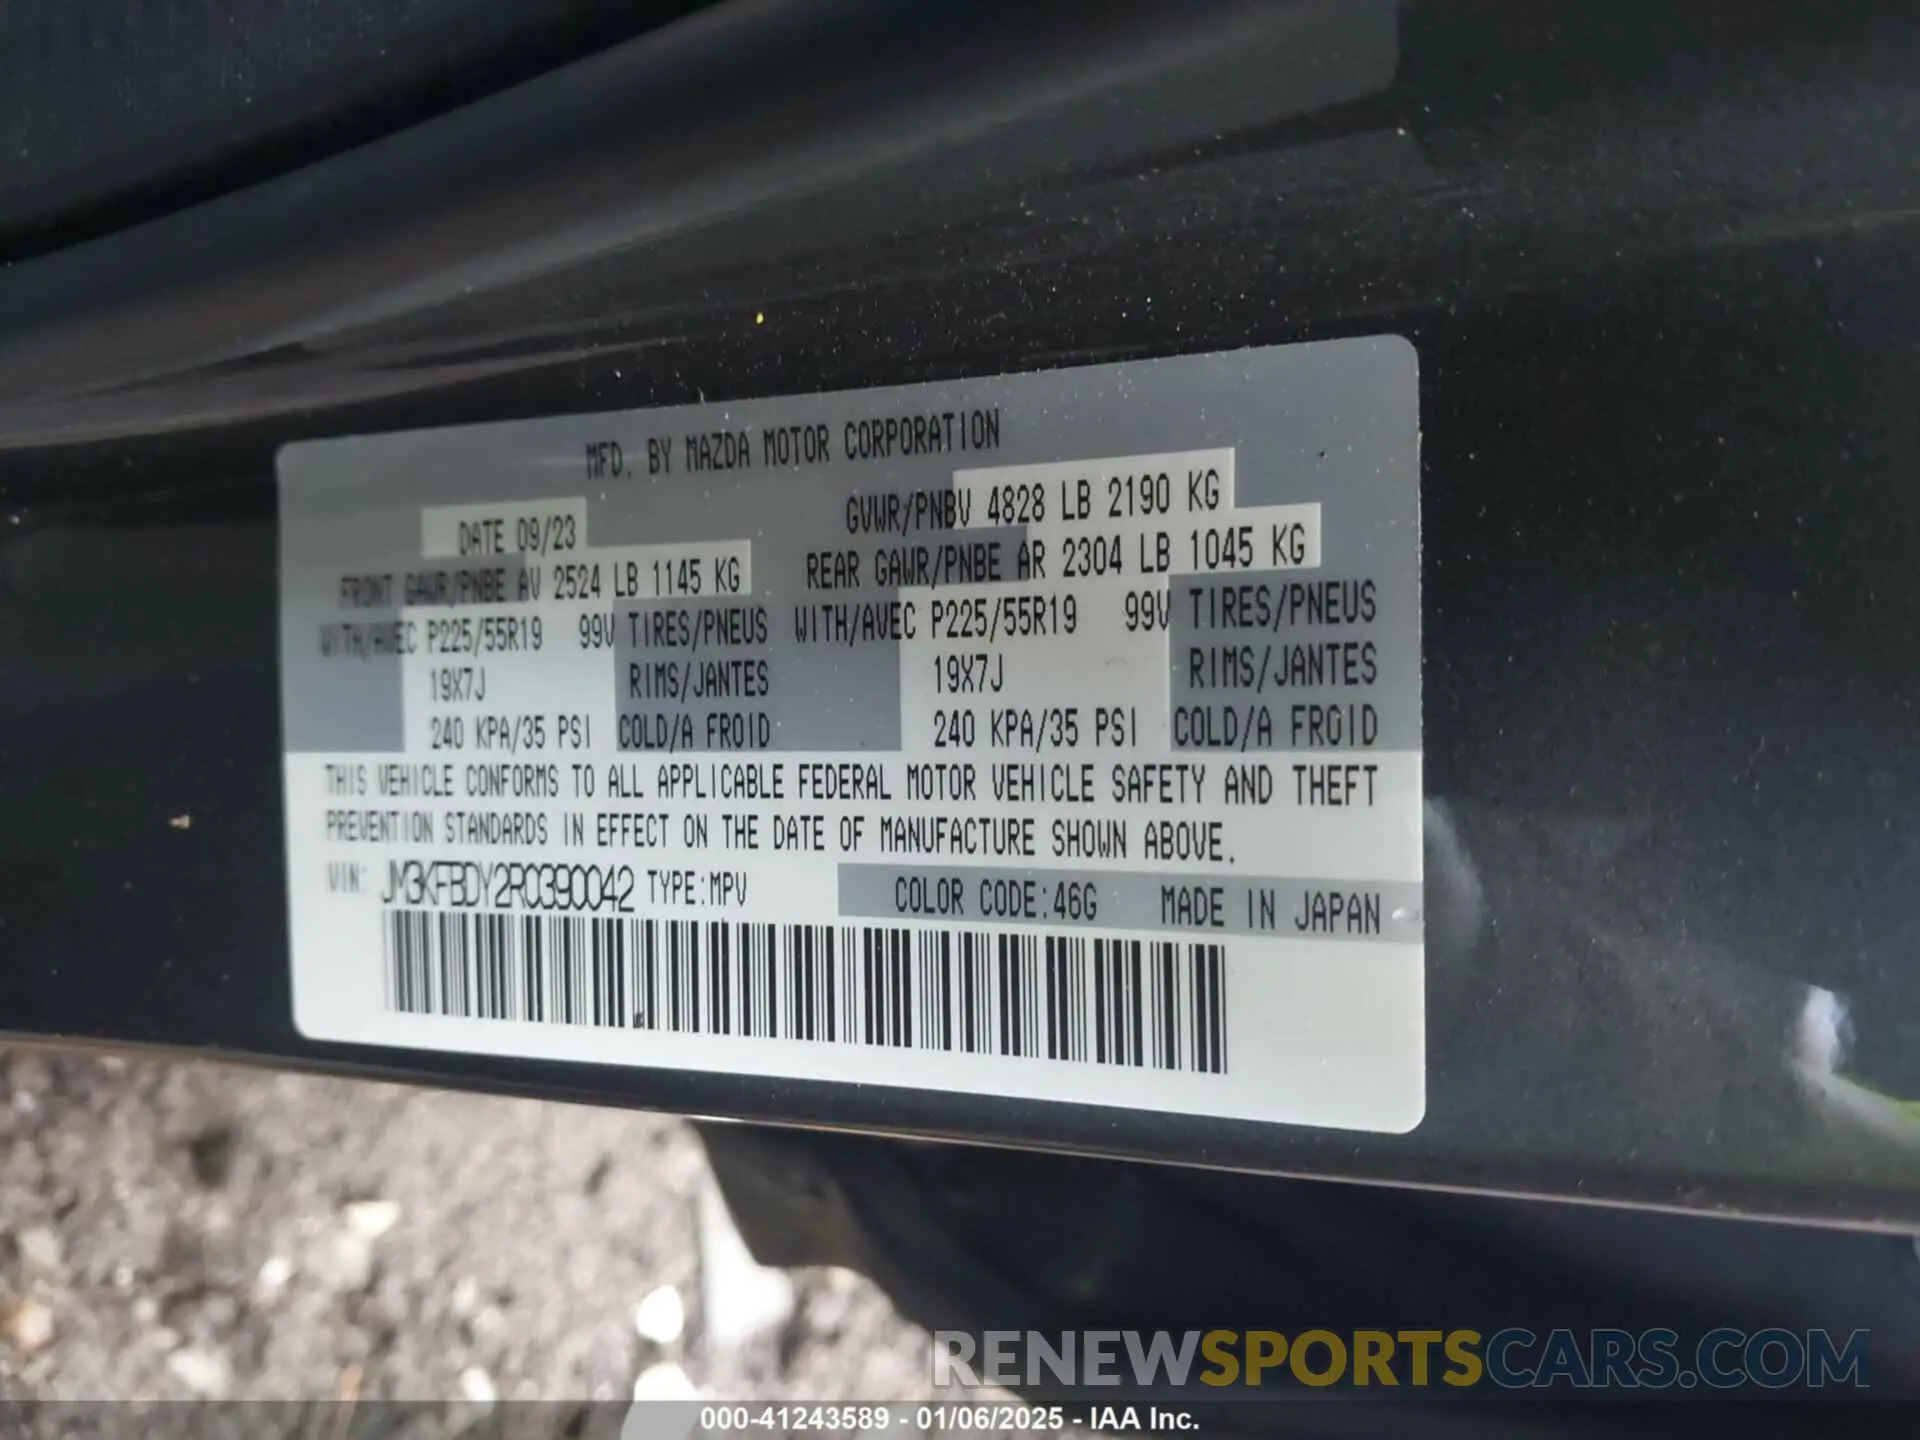 MFD. BY MAZDA MOTOR CORPORATION
DATE 09/23 GVWR/PNBV 4828 LB 2190 KG
FRONT GAWR/PNBE AV 2524 LB 1145 KG REAR GAWR/PNBE AR 2304 LB 1045 KG
WITH/AVEC P225/55R19 99V TIRES/PNEUS WITH/AVEC P225/55R19 99V TIRES/PNEUS
19X7J RIMS/JANTES 19X7J RIMS/JANTES
240 KPA/35 PSI COLD/A FROID 240 KPA/35 PSI COLD/A FROID
THIS VEHICLE CONFORMS TO ALL APPLICABLE FEDERAL MOTOR VEHICLE SAFETY AND THEFT
PREVENTION STANDARDS IN EFFECT ON THE DATE OF MANUFACTURE SHOWN ABOVE.
VIN: JM3KFBDY2R0390042 TYPE:MPV COLOR CODE:46G MADE IN JAPAN
RENEWSPORTSCARS.COM
000-41243589 - 01/06/2025 - IAA Inc.